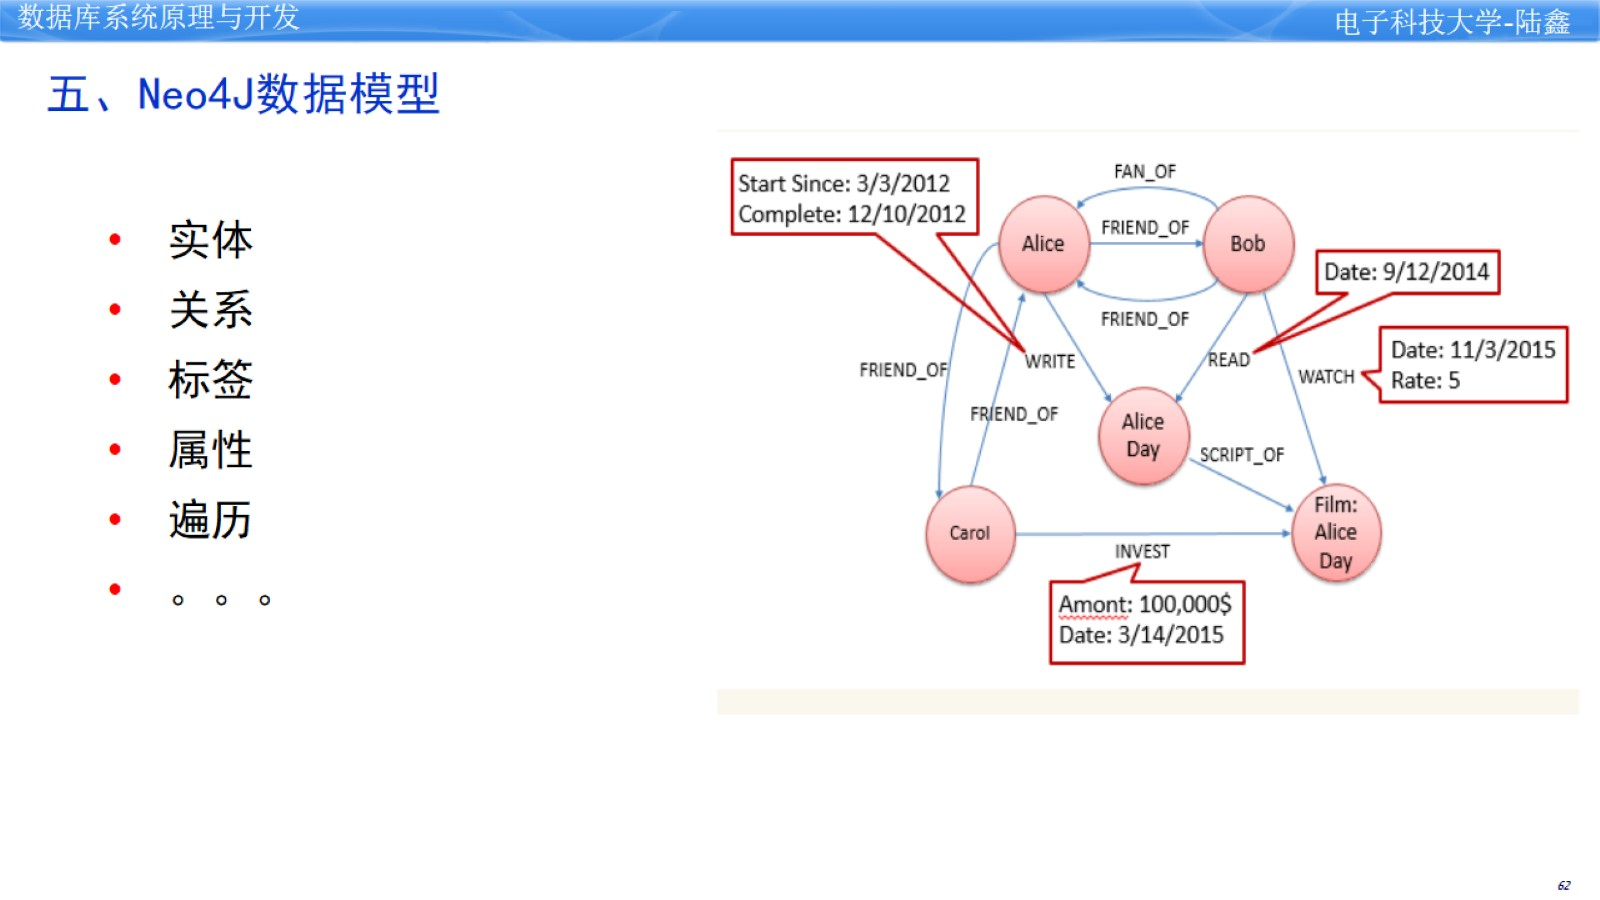 数据库系统原理与开发
电子科技大学-陆鑫
五、Neo4J数据模型
• 实体
• 关系
• 标签
• 属性
• 遍历
• 。。。
Start Since: 3/3/2012
Complete: 12/10/2012
FAN_OF
Alice
FRIEND_OF
Bob
Date: 9/12/2014
FRIEND_OF
Date: 11/3/2015
Rate: 5
FRIEND_OF
WRITE
READ
WATCH
FRIEND_OF
Alice
Day
SCRIPT_OF
Carol
Film:
Alice
Day
INVEST
Amont: 100,000$
Date: 3/14/2015
62